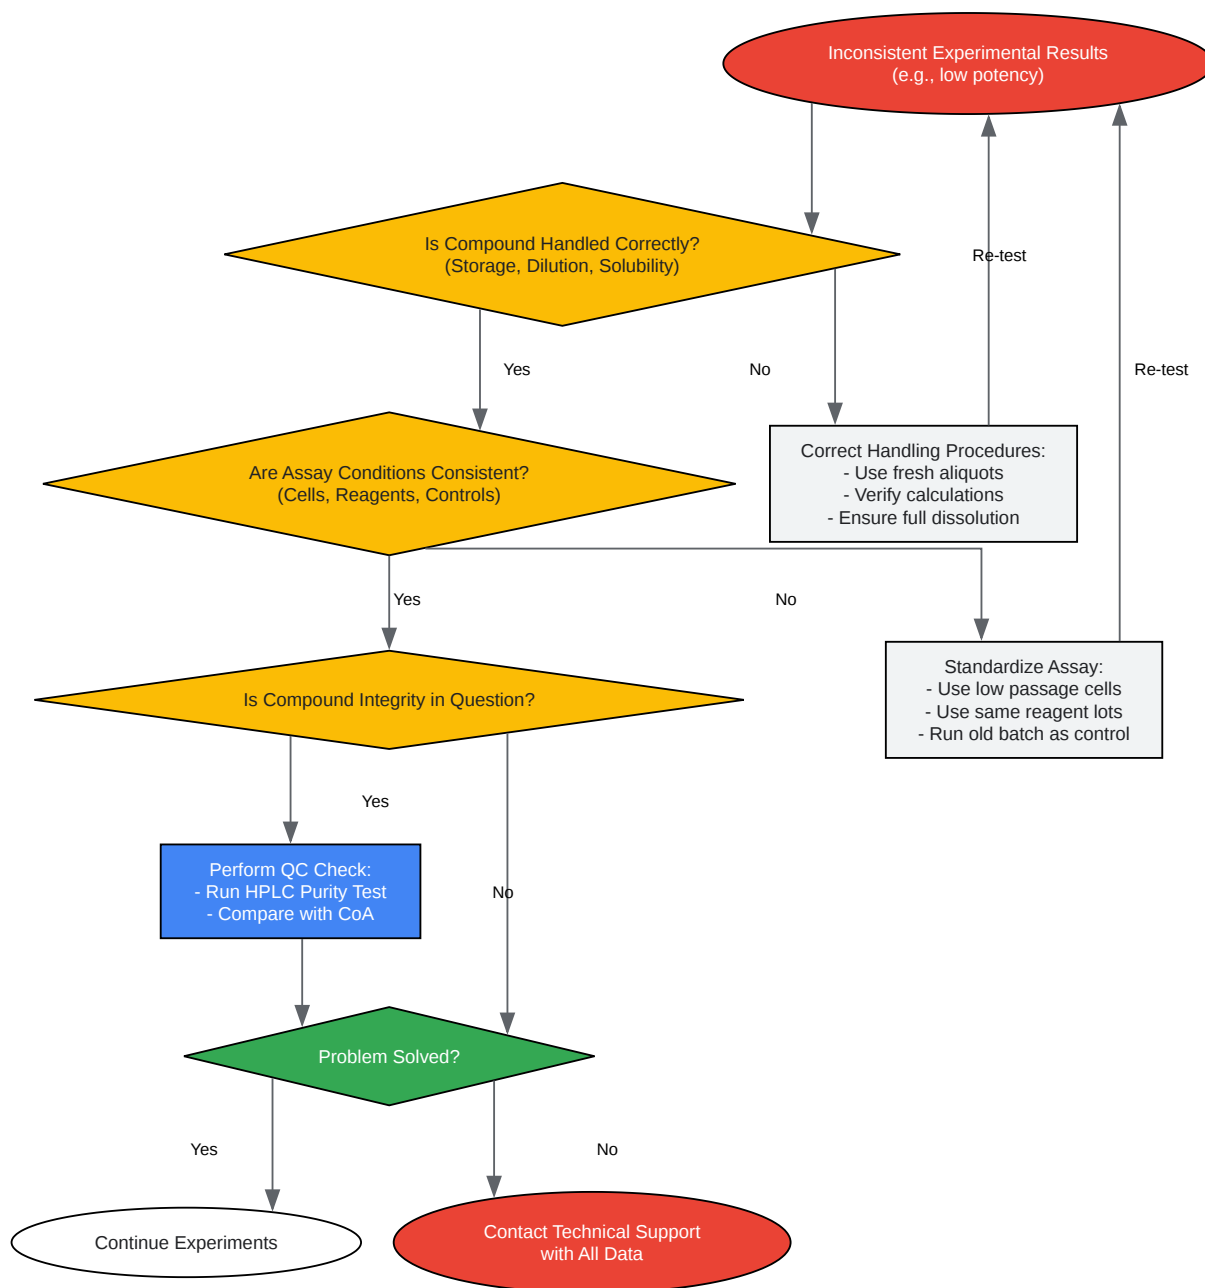 Inconsistent Experimental Results
(e.g., low potency)
Is Compound Handled Correctly?
(Storage, Dilution, Solubility)
Re-test
Yes
No
Re-test
Correct Handling Procedures:
- Use fresh aliquots
- Verify calculations
- Ensure full dissolution
Are Assay Conditions Consistent?
(Cells, Reagents, Controls)
Yes
No
Standardize Assay:
- Use low passage cells
- Use same reagent lots
- Run old batch as control
Is Compound Integrity in Question?
Yes
No
Perform QC Check:
- Run HPLC Purity Test
- Compare with CoA
Problem Solved?
Yes
No
Continue Experiments
Contact Technical Support
with All Data